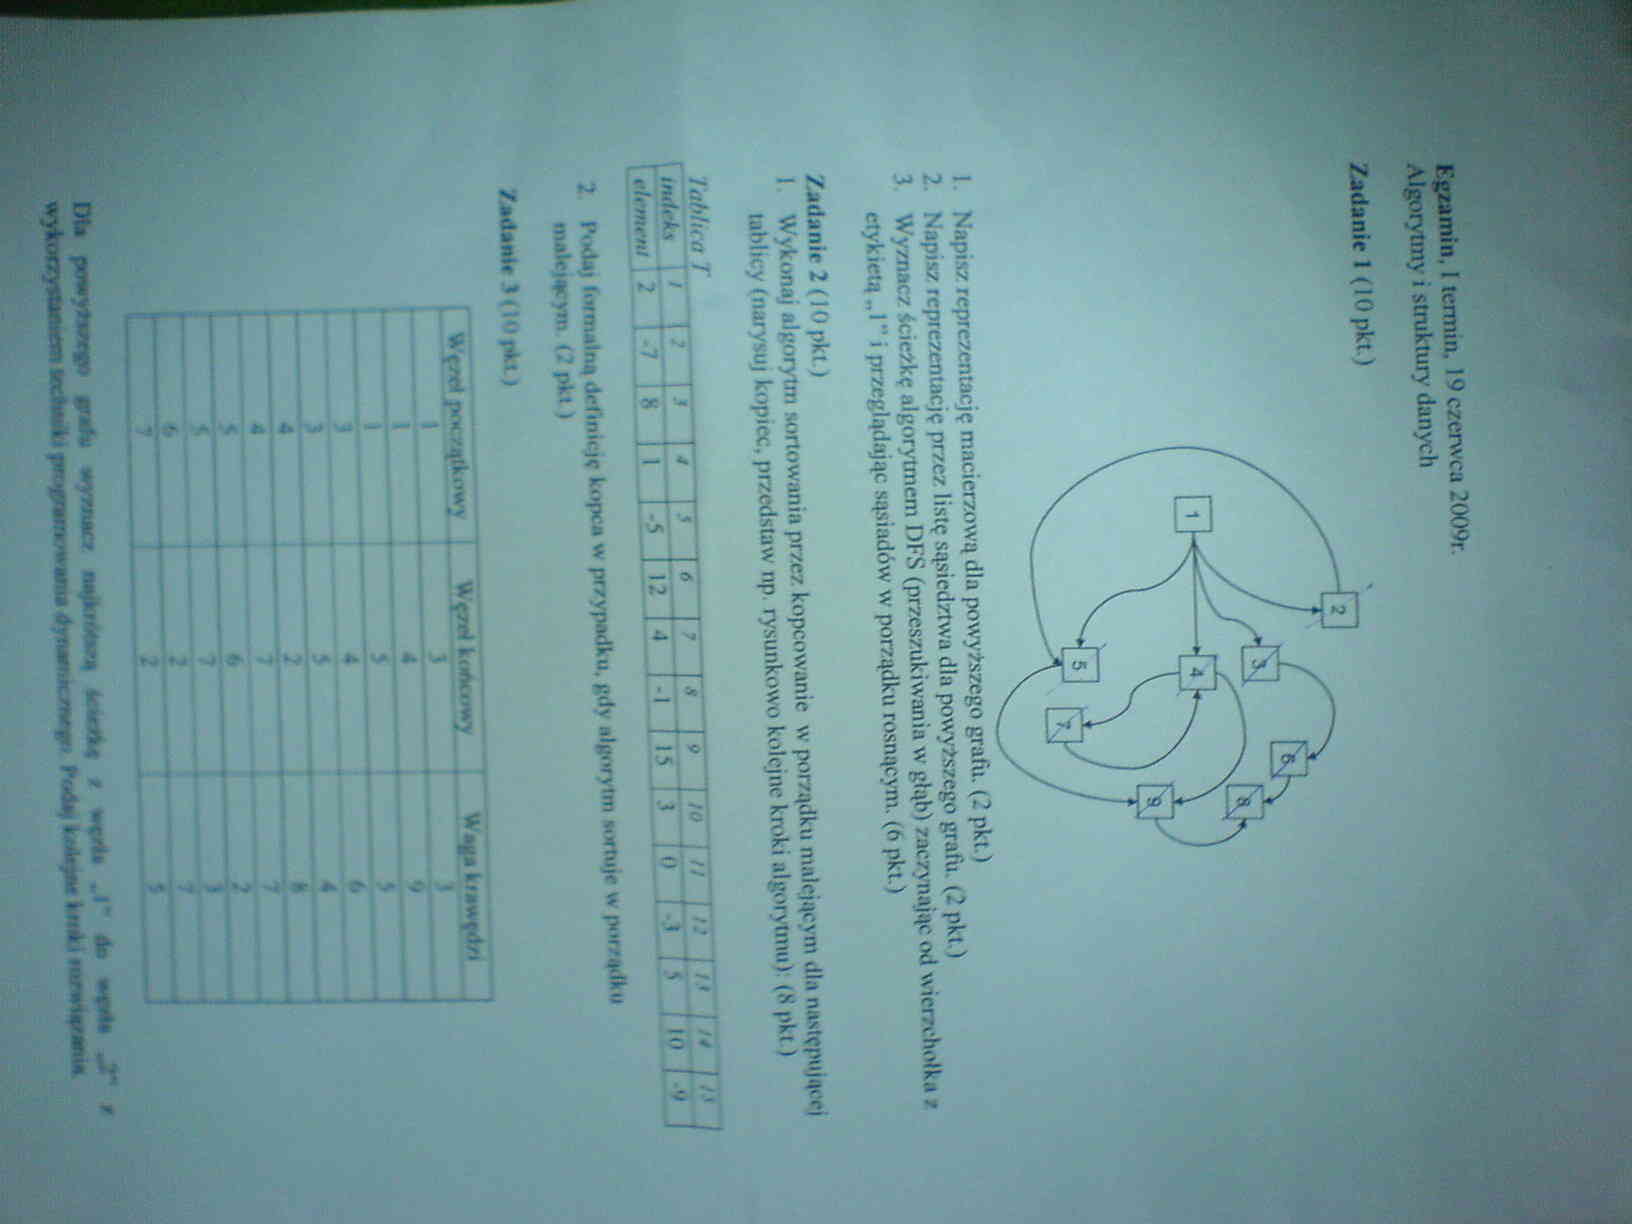 Egzamin, I termin, 19 czerwca 2009r.
Algorytmy i struktury danych
Zadanie 1 (10 pkt.)
1
2
3
4
5
6
7
8
9
1. Napisz reprezentację macierzową dla powyższego grafu. (2 pkt.)
2. Napisz reprezentację przez listę sąsiedztwa dla powyższego grafu. (2 pkt.)
3. Wyznacz ścieżkę algorytmem DFS (przeszukiwania w głąb) zaczynając od wierzchołka z
etykietą „1” i przeglądając sąsiadów w porządku rosnącym. (6 pkt.)
Zadanie 2 (10 pkt.)
1. Wykonaj algorytm sortowania przez kopcowanie w porządku malejącym dla następującej
tablicy (narysuj kopiec, przedstaw np. rysunkowo kolejne kroki algorytmu): (8 pkt.)
Tablica T
indeks 1 2 3 4 5 6 7 8 9 10 11 12 13 14 15
element 2 -7 8 1 -5 12 4 -1 15 3 0 -3 5 10 -9
2. Podaj formalną definicję kopca w przypadku, gdy algorytm sortuje w porządku
malejącym. (2 pkt.)
Zadanie 3 (10 pkt.)
Węzeł początkowy Węzeł końcowy Waga krawędzi
1 3 3
1 4 9
1 5 5
3 4 6
3 5 4
4 2 8
4 7 7
5 6 2
5 7 3
6 2 7
7 2 5
Dla powyższego grafu wyznacz najkrótszą ścieżkę z węzła „1” do węzła „2” z
wykorzystaniem techniki programowania dynamicznego. Podaj kolejne kroki rozwiązania.